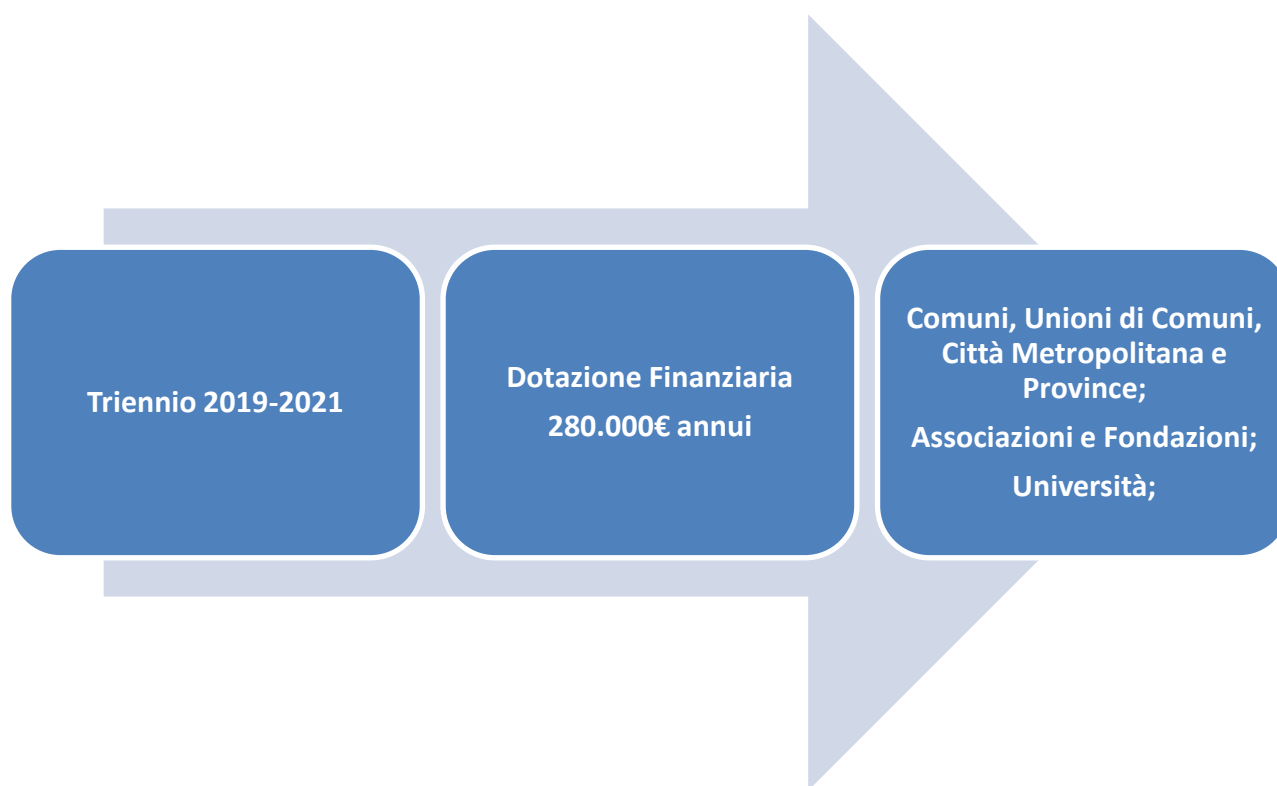 Triennio 2019-2021
Dotazione Finanziaria
280.000€ annui
Comuni, Unioni di Comuni,
Città Metropolitana e
Province;
Associazioni e Fondazioni;
Università;